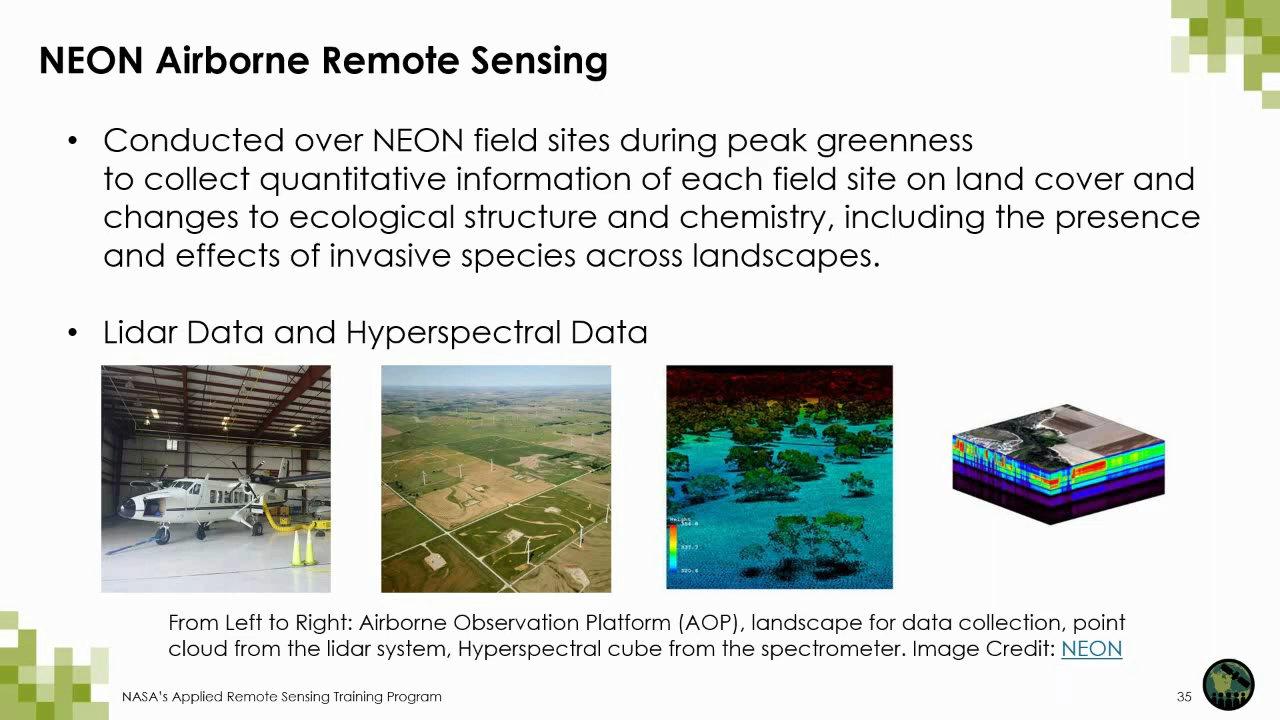 NEON Airborne Remote Sensing
• Conducted over NEON field sites during peak greenness
to collect quantitative information of each field site on land cover and
changes to ecological structure and chemistry, including the presence
and effects of invasive species across landscapes.
• Lidar Data and Hyperspectral Data
From Left to Right: Airborne Observation Platform (AOP), landscape for data collection, point
cloud from the lidar system, Hyperspectral cube from the spectrometer. Image Credit: NEON
NASA's Applied Remote Sensing Training Program
35